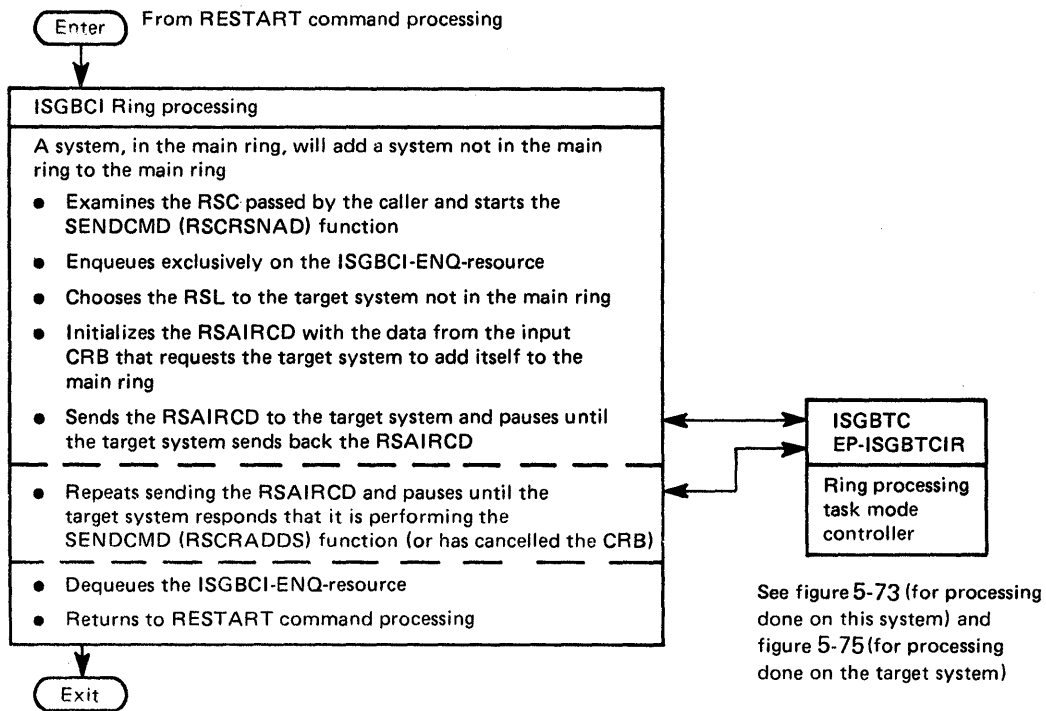 Enter
From RESTART command processing
ISGBCI Ring processing
A system, in the main ring, will add a system not in the main
ring to the main ring
● Examines the RSC passed by the caller and starts the
SENDCMD (RSCRSNAD) function
● Enqueues exclusively on the ISGBCI-ENQ-resource
● Chooses the RSL to the target system not in the main ring
● Initializes the RSAIRCD with the data from the input
CRB that requests the target system to add itself to the
main ring
● Sends the RSAIRCD to the target system and pauses until
the target system sends back the RSAIRCD
● Repeats sending the RSAIRCD and pauses until the
target system responds that it is performing the
SENDCMD (RSCRADDS) function (or has cancelled the CRB)
● Dequeues the ISGBCI-ENQ-resource
● Returns to RESTART command processing
Exit
ISGBTC
EP-ISGBTCIR
Ring processing
task mode
controller
See figure 5-73 (for processing
done on this system) and
figure 5-75 (for processing
done on the target system)